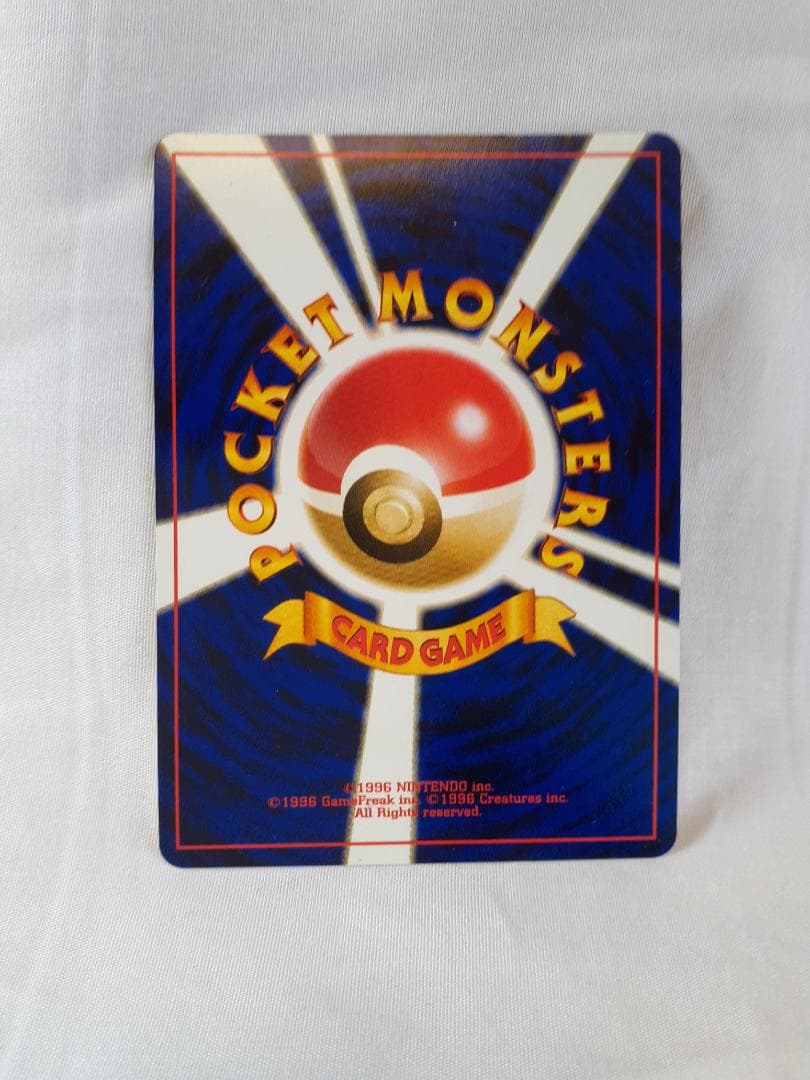 POCKET MONSTERS
CARD GAME
©1996 NINTENDO inc.
©1996 GameFreak inc. ©1996 Creatures inc.
All Rights reserved.